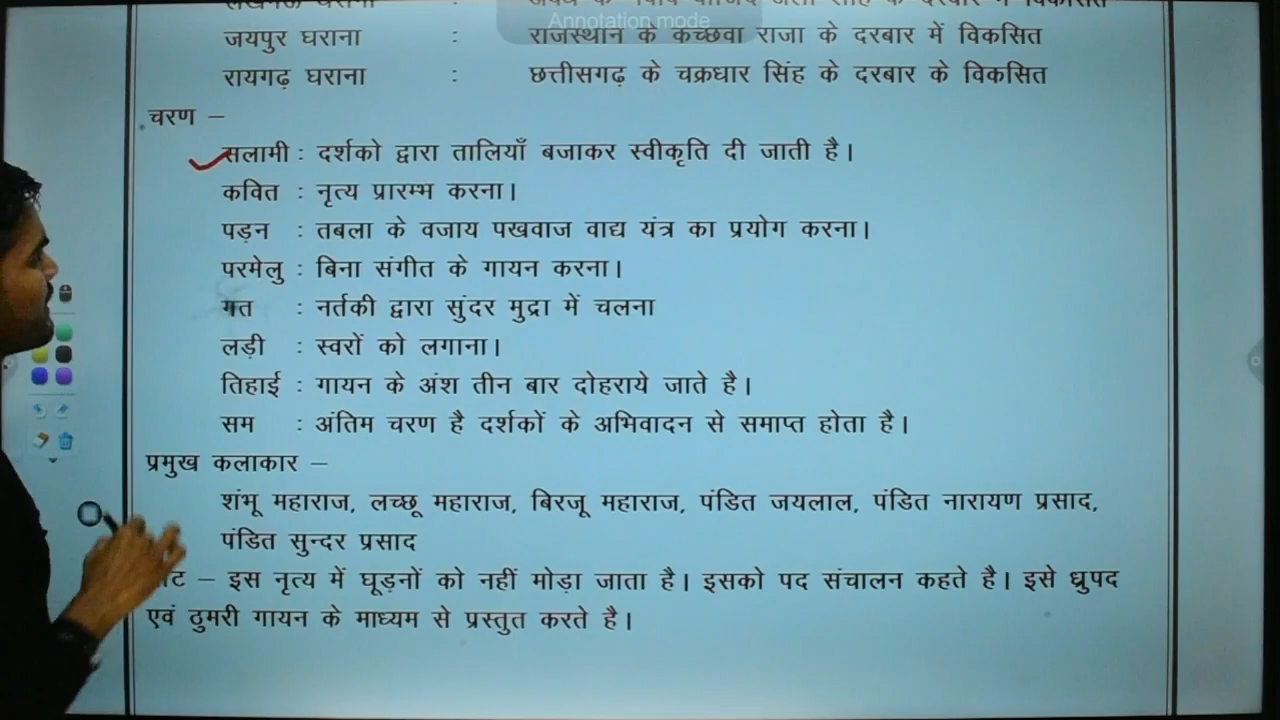 Annotation mode
जयपुर घराना : राजस्थान के कच्छवा राजा के दरबार में विकसित
रायगढ़ घराना : छत्तीसगढ़ के चक्रधार सिंह के दरबार के विकसित
चरण –
सलामी : दर्शको द्वारा तालियाँ बजाकर स्वीकृति दी जाती है।
कवित : नृत्य प्रारम्भ करना।
पड़न : तबला के वजाय पखवाज वाद्य यंत्र का प्रयोग करना।
परमेलु : बिना संगीत के गायन करना।
गत : नर्तकी द्वारा सुंदर मुद्रा में चलना
लड़ी : स्वरों को लगाना।
तिहाई : गायन के अंश तीन बार दोहराये जाते है।
सम : अंतिम चरण है दर्शकों के अभिवादन से समाप्त होता है।
प्रमुख कलाकार –
शंभू महाराज, लच्छू महाराज, बिरजू महाराज, पंडित जयलाल, पंडित नारायण प्रसाद,
पंडित सुन्दर प्रसाद
– इस नृत्य में घूड़नों को नहीं मोड़ा जाता है। इसको पद संचालन कहते है। इसे ध्रुपद
एवं ठुमरी गायन के माध्यम से प्रस्तुत करते है।